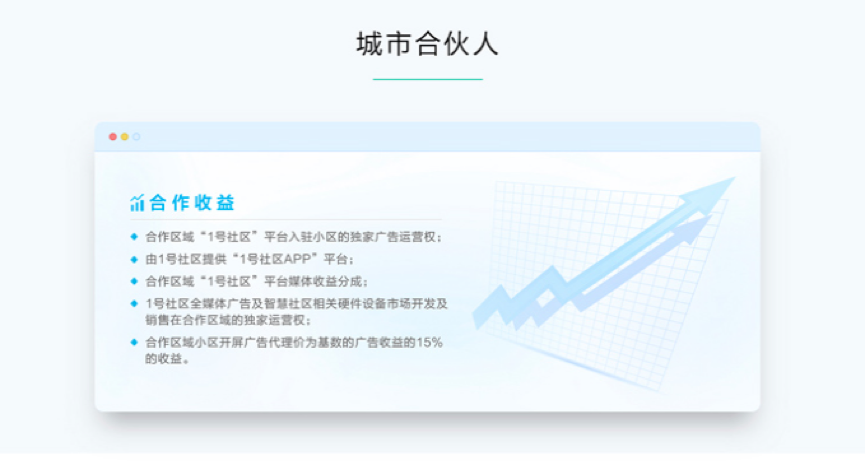 城市合伙人
合作收益
合作区域“1号社区”平台入驻小区的独家广告运营权；
由1号社区提供“1号社区APP”平台；
合作区域“1号社区”平台媒体收益分成；
1号社区全媒体广告及智慧社区相关硬件设备市场开发及
销售在合作区域的独家运营权；
合作区域小区开屏广告代理价为基数的广告收益的15%
的收益。